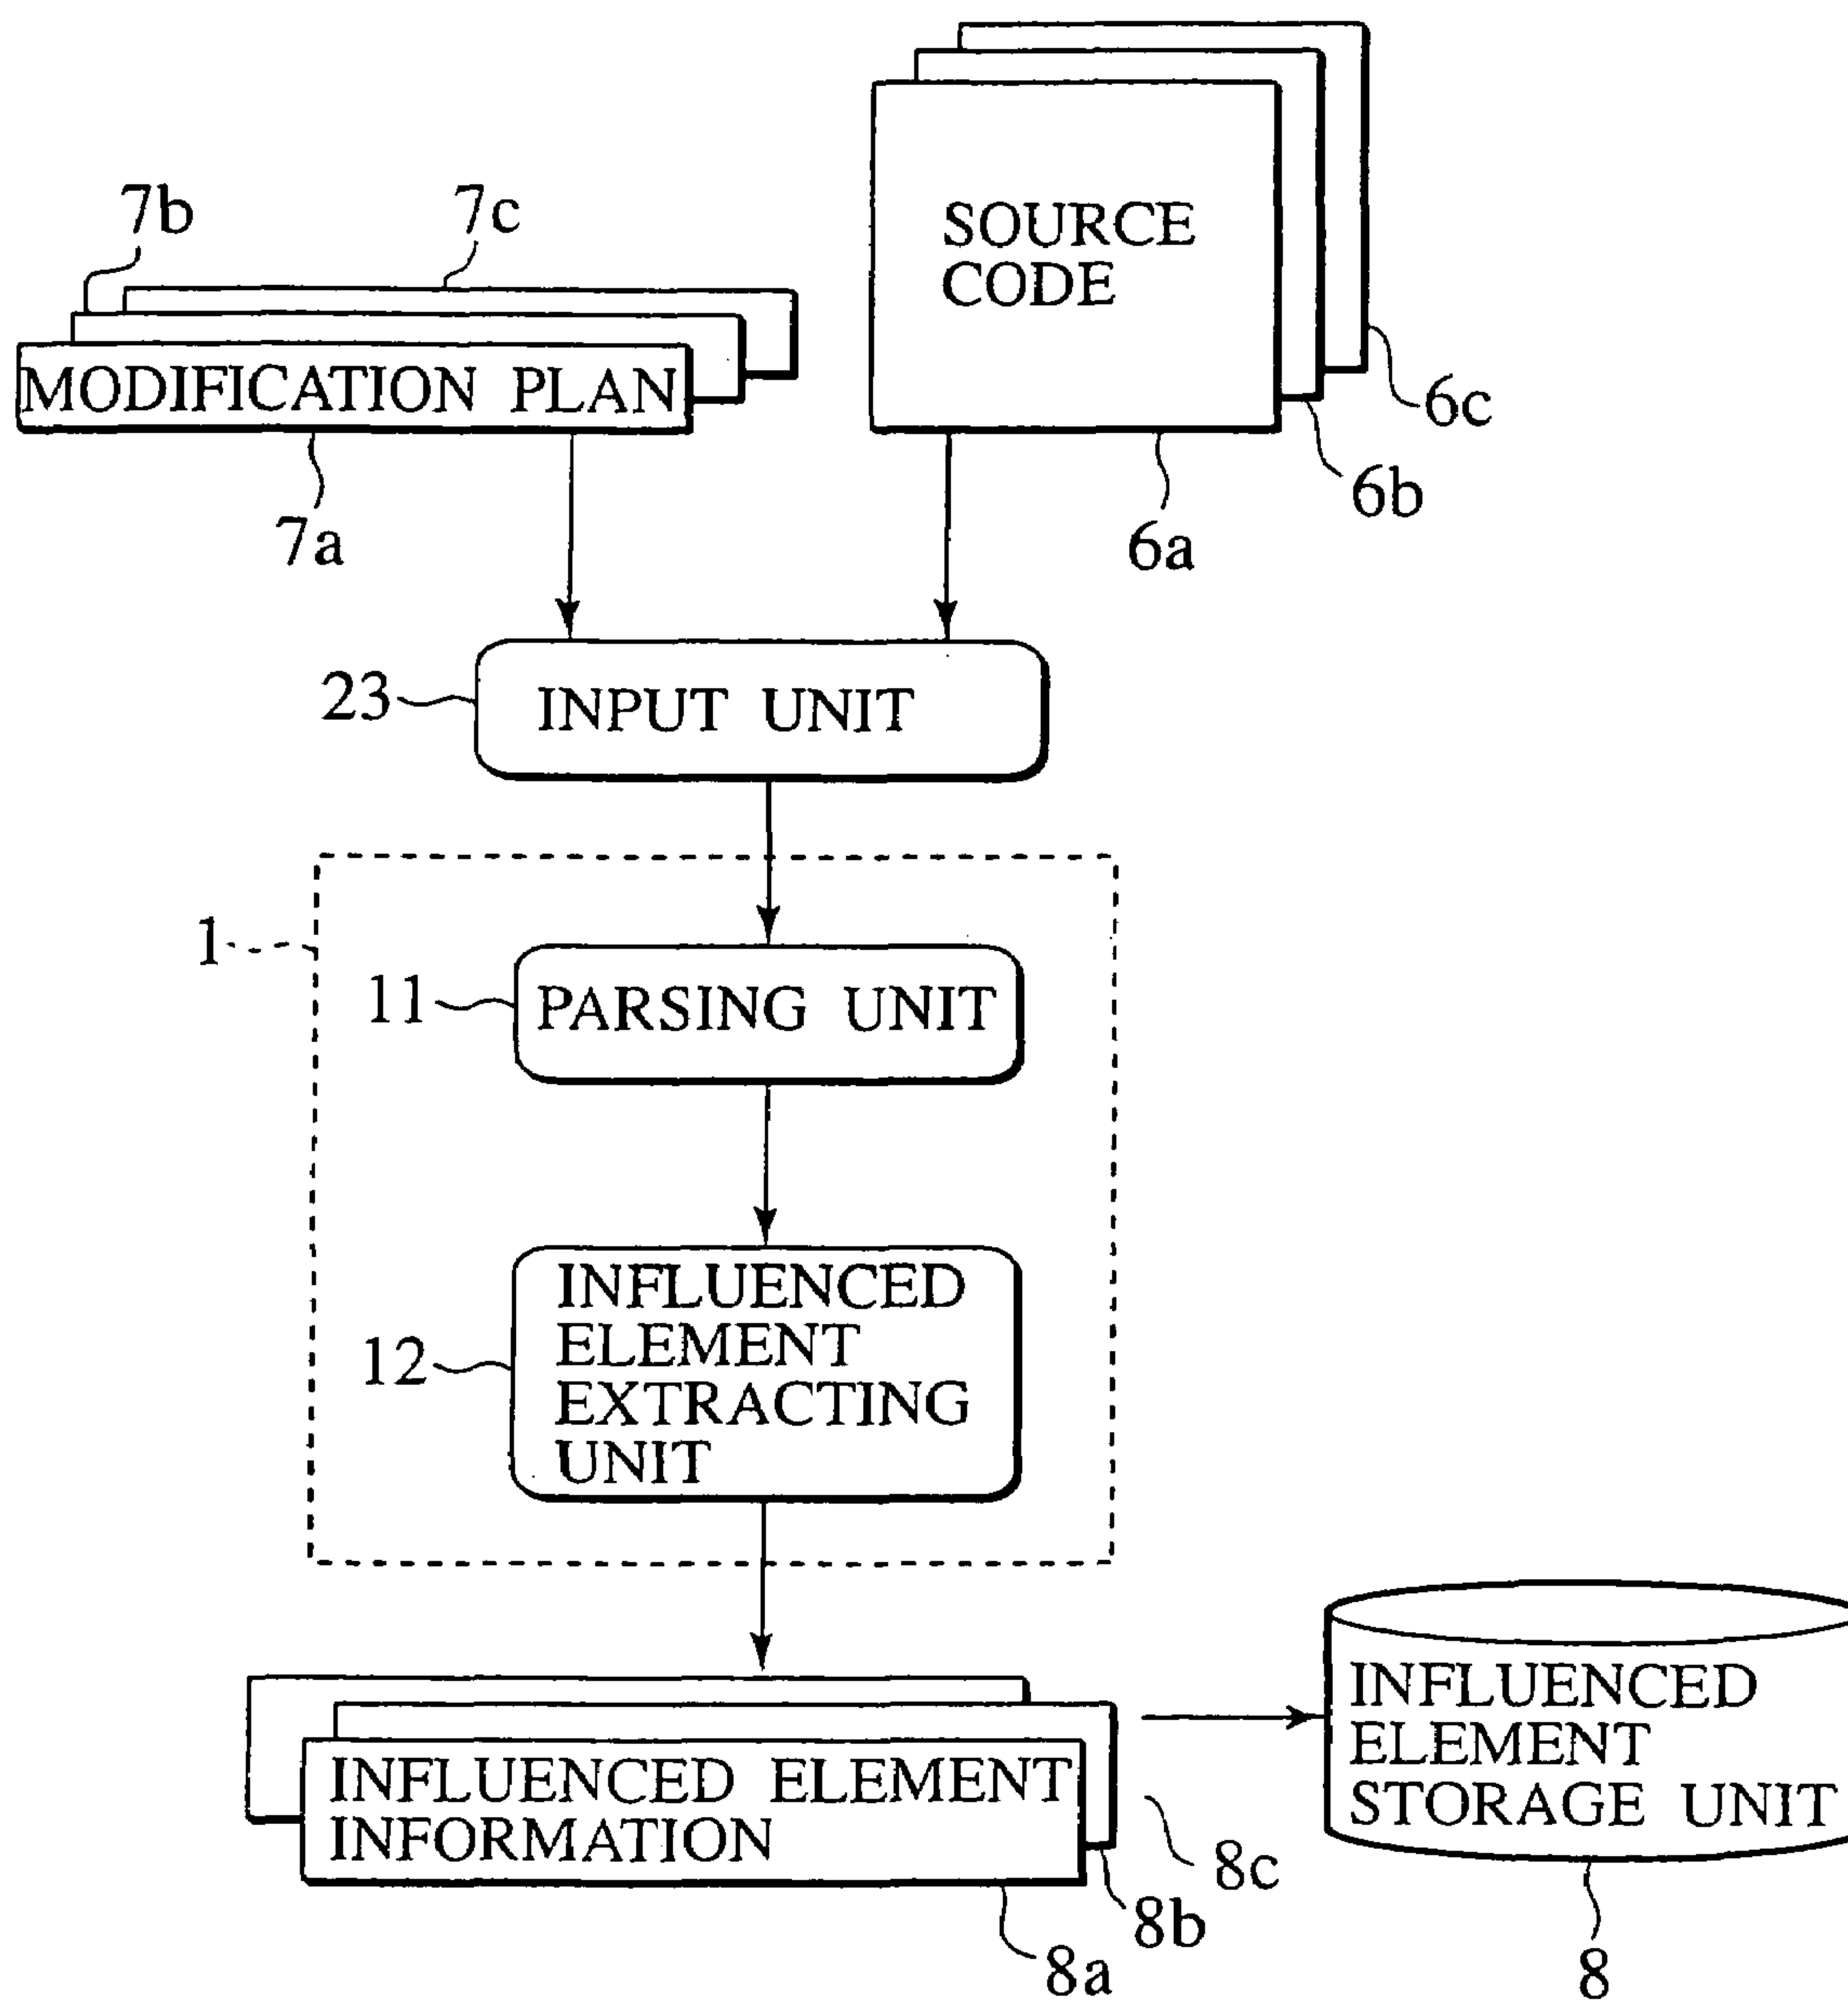 7b
7c
SOURCE
CODE
MODIFICATION PLAN
6c
6b
7a
6a
23
INPUT UNIT
1
11
PARSING UNIT
12
INFLUENCED
ELEMENT
EXTRACTING
UNIT
INFLUENCED ELEMENT
INFORMATION
INFLUENCED
ELEMENT
STORAGE UNIT
8c
8b
8a
8